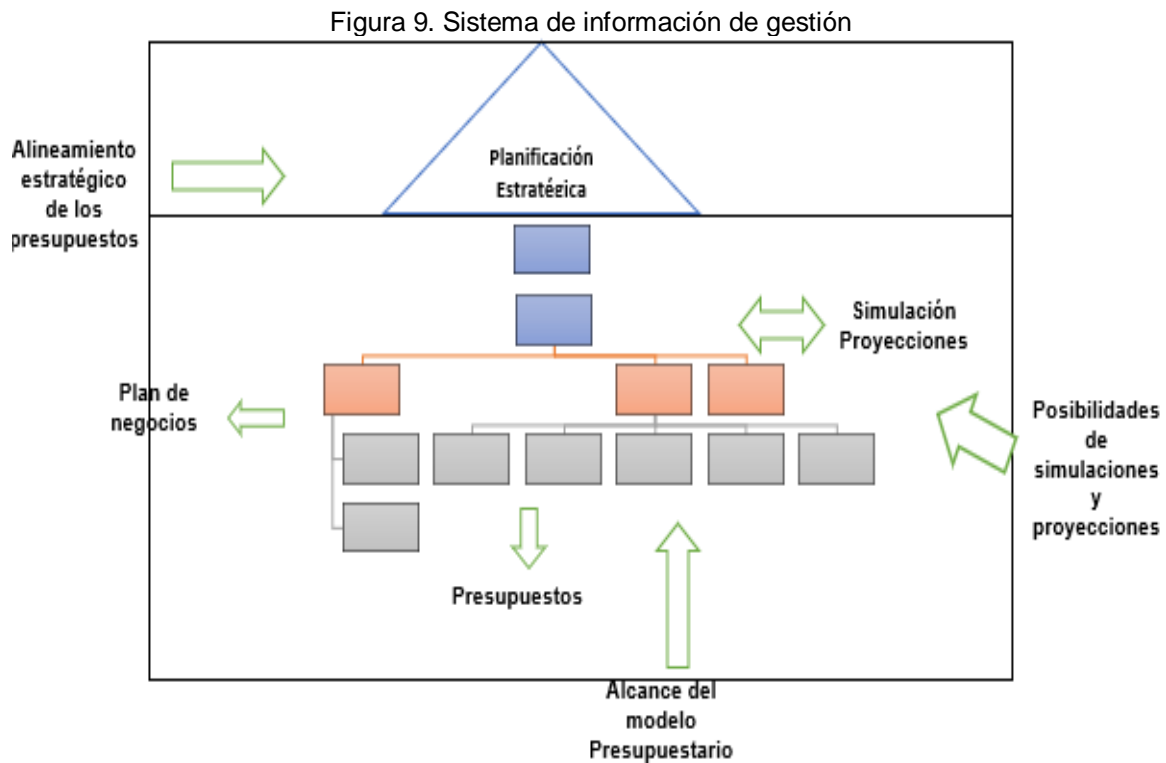 Figura 9. Sistema de información de gestión
Planificación
Estratégica
Alineamiento
estratégico
de los
presupuestos
Simulación
Proyecciones
Plan de
negocios
Posibilidades
de
simulaciones
y
proyecciones
Presupuestos
Alcance del
modelo
Presupuestario